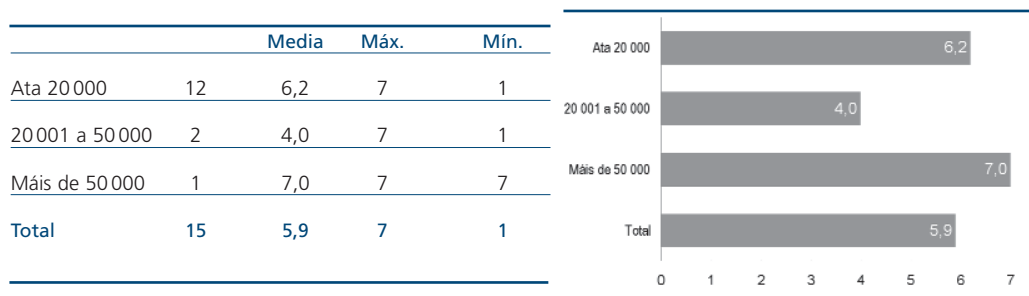 Media Máx. Mín.
Ata 20 000 12 6,2 7 1
20 001 a 50 000 2 4,0 7 1
Máis de 50 000 1 7,0 7 7
Total 15 5,9 7 1
Ata 20 000 6,2
20 001 a 50 000 4,0
Máis de 50 000 7,0
Total 5,9
0 1 2 3 4 5 6 7